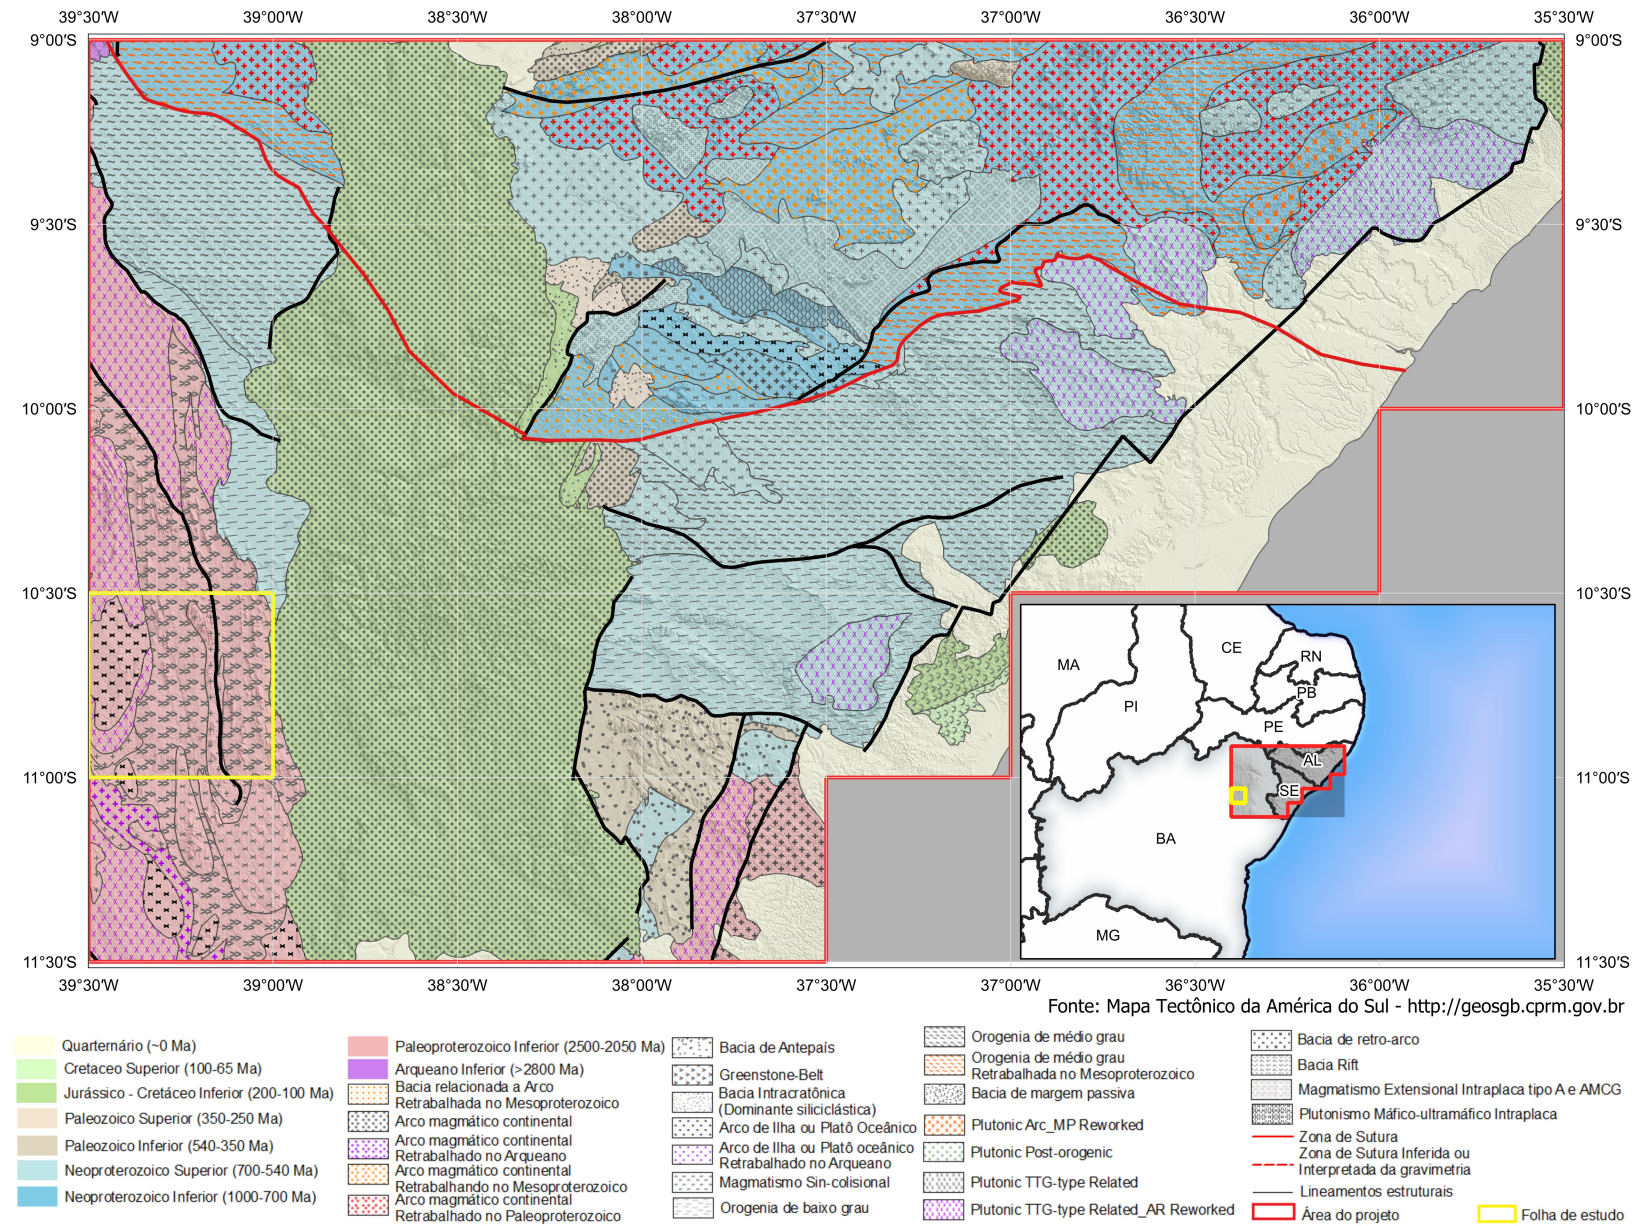 39°30'W 39°00'W 38°30'W 38°00'W 37°30'W 37°00'W 36°30'W 36°00'W 35°30'W
9°00'S 9°00'S
9°30'S 9°30'S
10°00'S 10°00'S
10°30'S 10°30'S
11°00'S 11°00'S
11°30'S 11°30'S
MA
CE
RN
PB
PI
PE
AL
SE
BA
MG
39°30'W 39°00'W 38°30'W 38°00'W 37°30'W 37°00'W 36°30'W 36°00'W 35°30'W
Fonte: Mapa Tectônico da América do Sul - http://geosgb.cprm.gov.br
Quarternário (~0 Ma)
Cretaceo Superior (100-65 Ma)
Jurássico - Cretáceo Inferior (200-100 Ma)
Paleozoico Superior (350-250 Ma)
Paleozoico Inferior (540-350 Ma)
Neoproterozoico Superior (700-540 Ma)
Neoproterozoico Inferior (1000-700 Ma)
Paleoproterozoico Inferior (2500-2050 Ma)
Arqueano Inferior (>2800 Ma)
Bacia relacionada a Arco
Retrabalhada no Mesoproterozoico
Arco magmático continental
Arco magmático continental
Retrabalhado no Arqueano
Arco magmático continental
Retrabalhando no Mesoproterozoico
Arco magmático continental
Retrabalhado no Paleoproterozoico
Bacia de Antepaís
Greenstone-Belt
Bacia Intracratônica
(Dominante siliciclástica)
Arco de Ilha ou Platô Oceânico
Arco de Ilha ou Platô oceânico
Retrabalhado no Arqueano
Magmatismo Sin-colisional
Orogenia de baixo grau
Orogenia de médio grau
Orogenia de médio grau
Retrabalhada no Mesoproterozoico
Bacia de margem passiva
Plutonic Arc_MP Reworked
Plutonic Post-orogenic
Plutonic TTG-type Related
Plutonic TTG-type Related_AR Reworked
Bacia de retro-arco
Bacia Rift
Magmatismo Extensional Intraplaca tipo A e AMCG
Plutonismo Máfico-ultramáfico Intraplaca
Zona de Sutura
Zona de Sutura Inferida ou
Interpretada da gravimetria
Lineamentos estruturais
Área do projeto
Folha de estudo